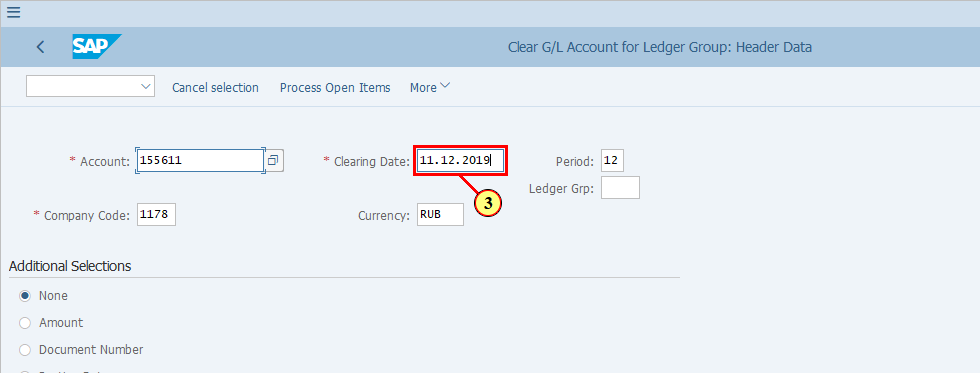 SAP
Clear G/L Account for Ledger Group: Header Data
Cancel selection Process Open Items More
* Account: 155611 * Clearing Date: 11.12.2019 Period: 12
3 Ledger Grp:
* Company Code: 1178 Currency: RUB
Additional Selections
None
Amount
Document Number